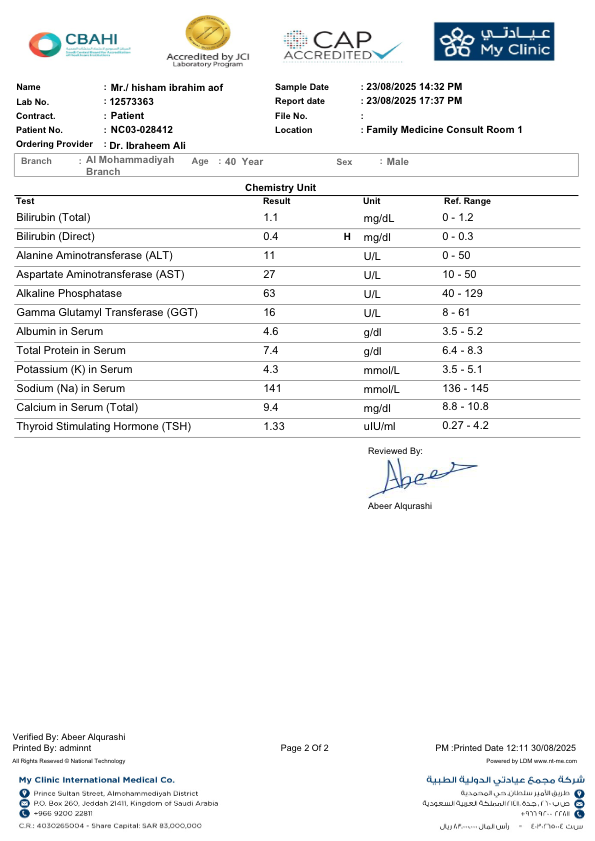 CBAHI
Accredited by JCI
Laboratory Program
CAP
ACCREDITED
عيادتي
My Clinic
Name : Mr./ hisham ibrahim aof
Sample Date : 23/08/2025 14:32 PM
Lab No. : 12573363
Report date : 23/08/2025 17:37 PM
Contract. : Patient
File No. :
Patient No. : NC03-028412
Location : Family Medicine Consult Room 1
Ordering Provider : Dr. Ibraheem Ali
Branch : Al Mohammadiyah Branch Age : 40 Year Sex : Male
Chemistry Unit
Test Result Unit Ref. Range
Bilirubin (Total) 1.1 mg/dL 0 - 1.2
Bilirubin (Direct) 0.4 H mg/dl 0 - 0.3
Alanine Aminotransferase (ALT) 11 U/L 0 - 50
Aspartate Aminotransferase (AST) 27 U/L 10 - 50
Alkaline Phosphatase 63 U/L 40 - 129
Gamma Glutamyl Transferase (GGT) 16 U/L 8 - 61
Albumin in Serum 4.6 g/dl 3.5 - 5.2
Total Protein in Serum 7.4 g/dl 6.4 - 8.3
Potassium (K) in Serum 4.3 mmol/L 3.5 - 5.1
Sodium (Na) in Serum 141 mmol/L 136 - 145
Calcium in Serum (Total) 9.4 mg/dl 8.8 - 10.8
Thyroid Stimulating Hormone (TSH) 1.33 uIU/ml 0.27 - 4.2
Reviewed By:
Abeer
Abeer Alqurashi
Verified By: Abeer Alqurashi
Printed By: adminnt
Page 2 Of 2
PM :Printed Date 12:11 30/08/2025
All Rights Reseved © National Technology
Powered by LDM www.nt-me.com
My Clinic International Medical Co.
Prince Sultan Street, Almohammediyah District
P.O. Box 260, Jeddah 21411, Kingdom of Saudi Arabia
+966 9200 22811
C.R.: 4030265004 - Share Capital: SAR 83,000,000
شركة مجمع عيادتي الدولية الطبية
طريق الأمير سلطان، حي المحمدية
ص.ب ٢٦٠، جدة ٢١٤١١، المملكة العربية السعودية
+٩٦٦ ٩٢٠٠ ٢٢٨١١
س.ت ٤٠٣٠٢٦٥٠٠٤ - رأس المال ٨٣,٠٠٠,٠٠٠ ريال